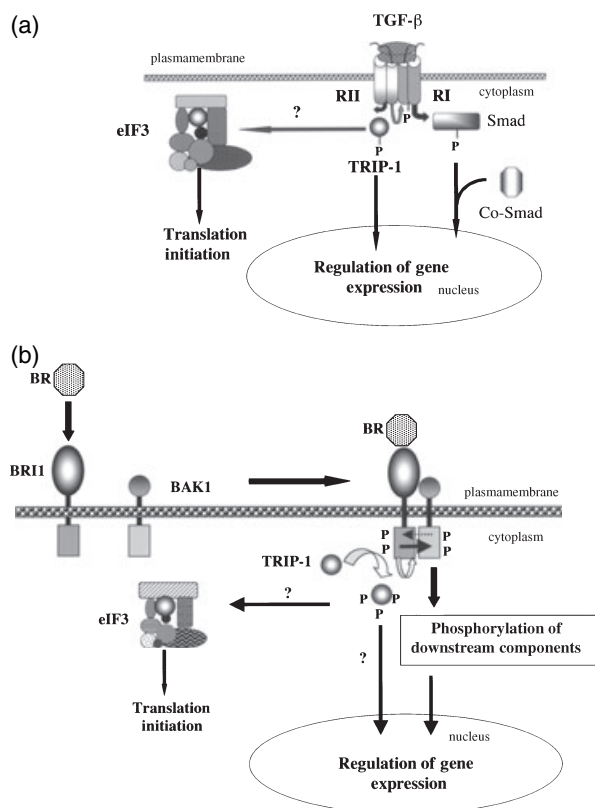 (a)
TGF-β
plasmamembrane
cytoplasm
RII
RI
P
eIF3
?
Smad
P
P
TRIP-1
Co-Smad
Translation
initiation
Regulation of gene
expression
nucleus
(b)
BR
BR
BRI1
BAK1
plasmamembrane
cytoplasm
P
P
P
P
TRIP-1
P
P
P
eIF3
?
Phosphorylation of
downstream components
?
Translation
initiation
nucleus
Regulation of gene
expression